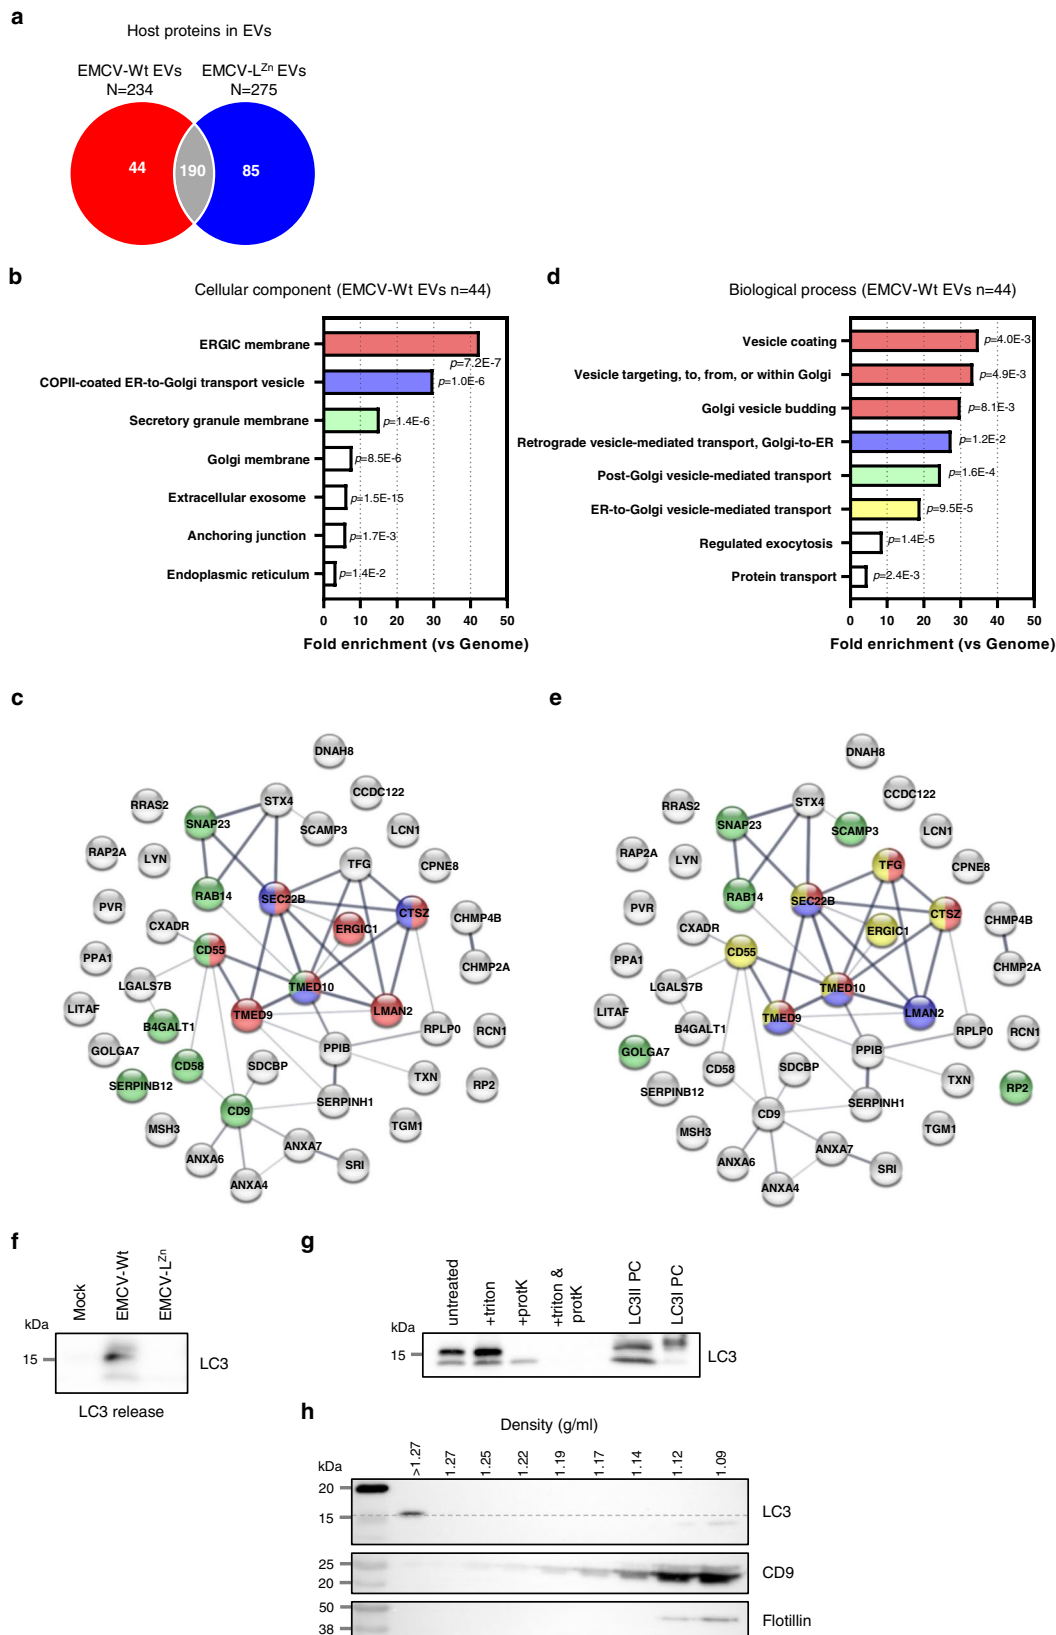 a
Host proteins in EVs
EMCV-Wt EVs
N=234
EMCV-L^Zn EVs
N=275
44
190
85
b
Cellular component (EMCV-Wt EVs n=44)
ERGIC membrane
p=7.2E-7
COPII-coated ER-to-Golgi transport vesicle
p=1.0E-6
Secretory granule membrane
p=1.4E-6
Golgi membrane
p=8.5E-6
Extracellular exosome
p=1.5E-15
Anchoring junction
p=1.7E-3
Endoplasmic reticulum
p=1.4E-2
0 10 20 30 40 50
Fold enrichment (vs Genome)
d
Biological process (EMCV-Wt EVs n=44)
Vesicle coating
p=4.0E-3
Vesicle targeting, to, from, or within Golgi
p=4.9E-3
Golgi vesicle budding
p=8.1E-3
Retrograde vesicle-mediated transport, Golgi-to-ER
p=1.2E-2
Post-Golgi vesicle-mediated transport
p=1.6E-4
ER-to-Golgi vesicle-mediated transport
p=9.5E-5
Regulated exocytosis
p=1.4E-5
Protein transport
p=2.4E-3
0 10 20 30 40 50
Fold enrichment (vs Genome)
c
DNAH8
CCDC122
RRAS2
STX4
SNAP23
SCAMP3
LCN1
RAP2A
LYN
TFG
CPNE8
RAB14
SEC22B
PVR
CTSZ
CHMP4B
CXADR
ERGIC1
CD55
PPA1
CHMP2A
LGALS7B
TMED10
LITAF
TMED9
LMAN2
B4GALT1
RPLP0
RCN1
GOLGA7
PPIB
CD58
SDCBP
SERPINB12
TXN
RP2
CD9
SERPINH1
MSH3
TGM1
ANXA7
ANXA6
SRI
ANXA4
e
DNAH8
CCDC122
RRAS2
STX4
SNAP23
SCAMP3
LCN1
RAP2A
LYN
TFG
CPNE8
RAB14
SEC22B
PVR
CTSZ
CHMP4B
CXADR
ERGIC1
CD55
PPA1
CHMP2A
LGALS7B
TMED10
LITAF
TMED9
LMAN2
B4GALT1
RPLP0
RCN1
GOLGA7
PPIB
CD58
SDCBP
SERPINB12
TXN
RP2
CD9
SERPINH1
MSH3
TGM1
ANXA7
ANXA6
SRI
ANXA4
f
Mock
EMCV-Wt
EMCV-L^Zn
kDa
15
LC3
LC3 release
g
untreated
+triton
+protK
+triton &
protK
LC3II PC
LC3I PC
kDa
15
LC3
h
Density (g/ml)
>1.27
1.27
1.25
1.22
1.19
1.17
1.14
1.12
1.09
kDa
20
15
LC3
25
20
CD9
50
38
Flotillin